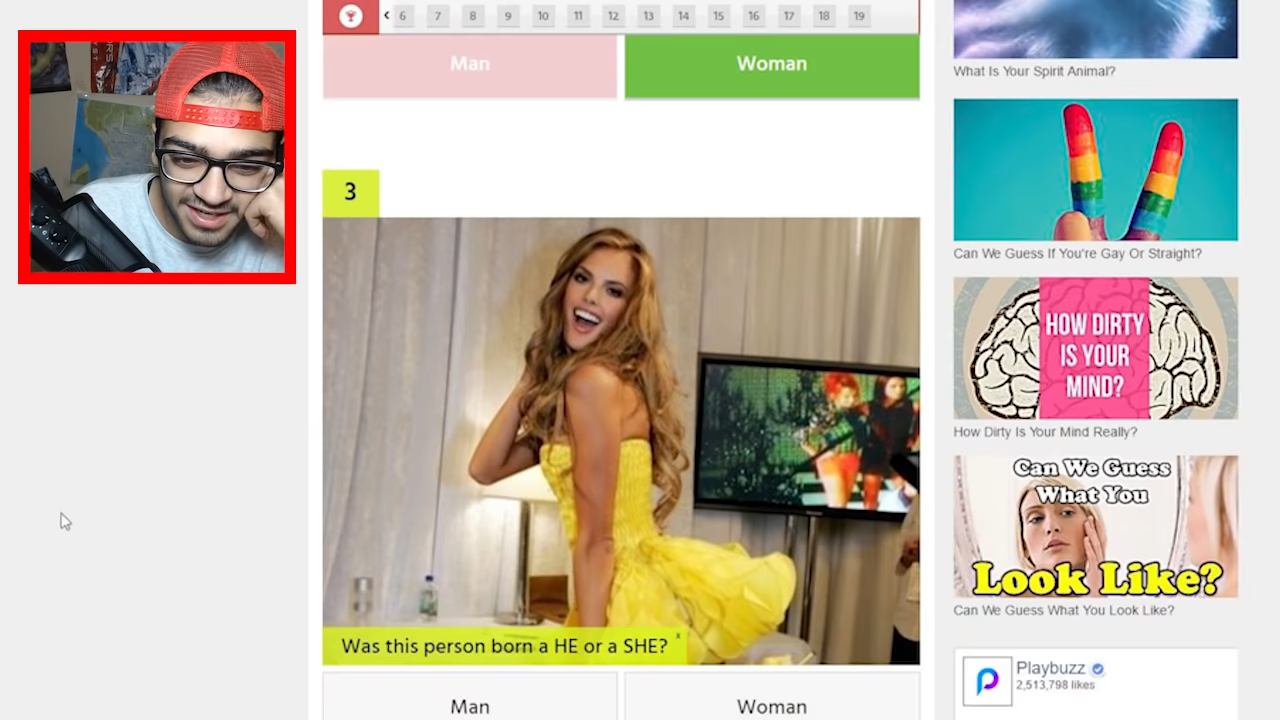 6 7 8 9 10 11 12 13 14 15 16 17 18 19
Man
Woman
3
Was this person born a HE or a SHE?
x
Man
Woman
What Is Your Spirit Animal?
Can We Guess If You're Gay Or Straight?
HOW DIRTY
IS YOUR
MIND?
How Dirty Is Your Mind Really?
Can We Guess
What You
Look Like?
Can We Guess What You Look Like?
Playbuzz
2,513,798 likes